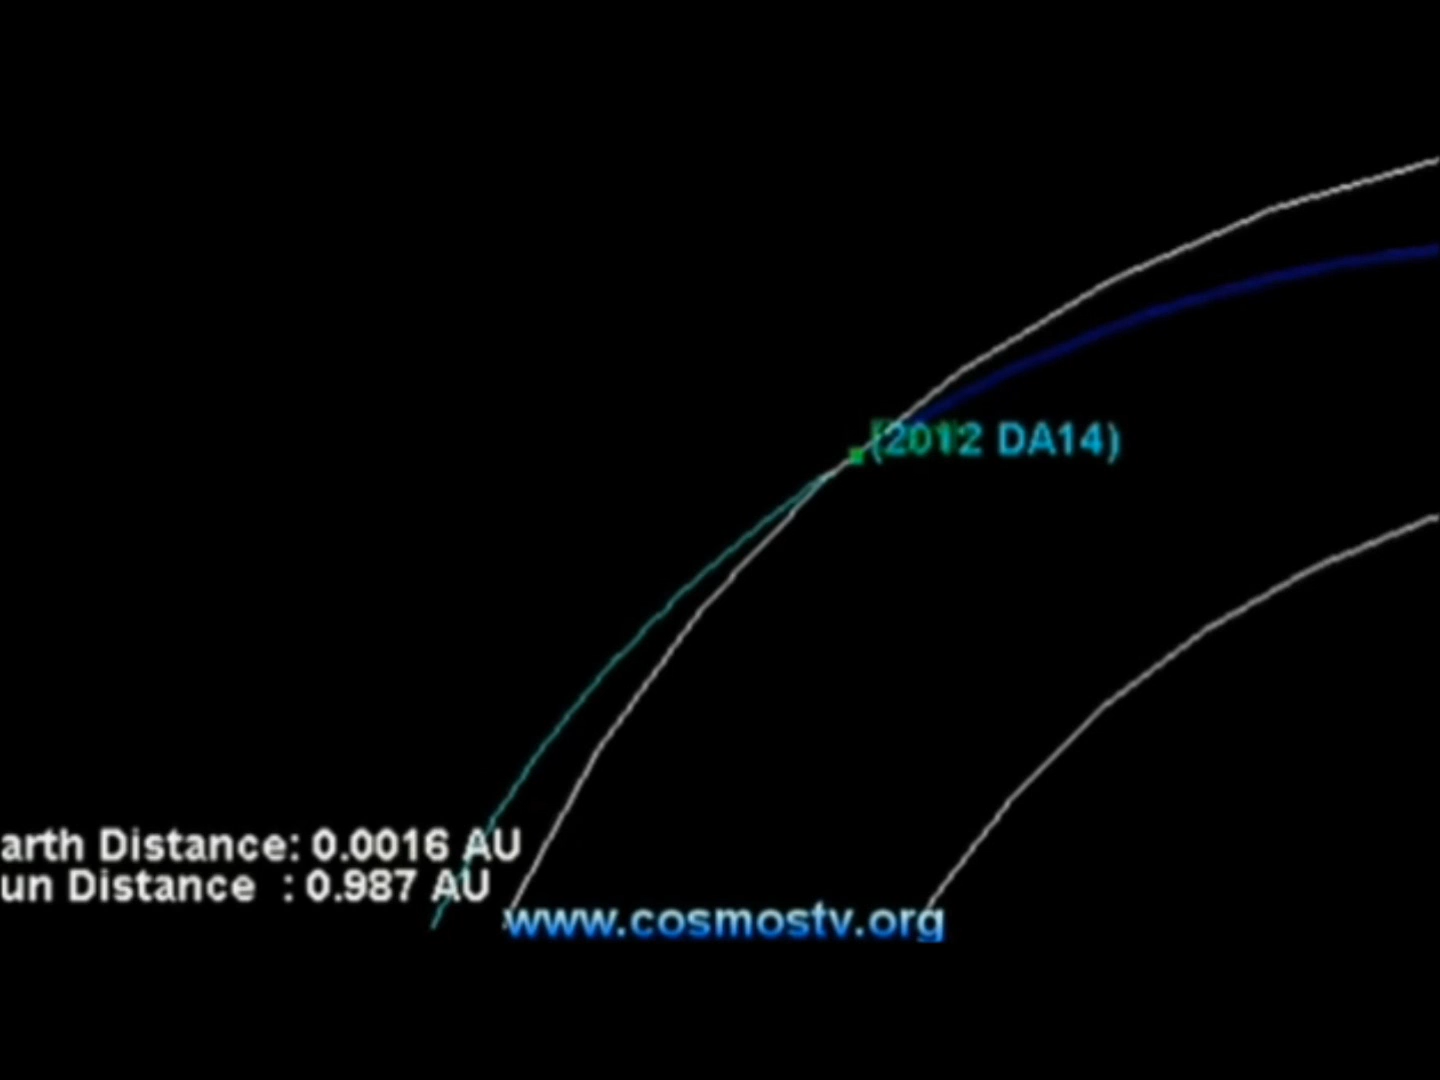 (2012 DA14)
arth Distance: 0.0016 AU
un Distance : 0.987 AU
www.cosmostv.org